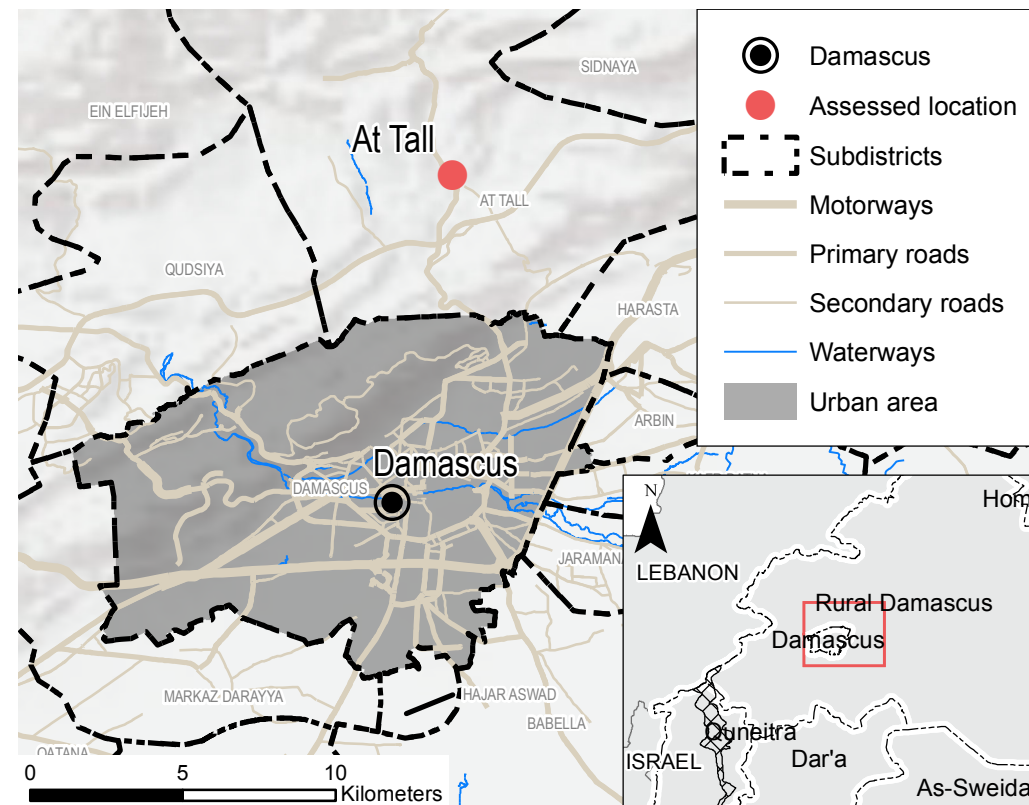 SIDNAYA
EIN ELFIJEH
At Tall
AT TALL
QUDSIYA
HARASTA
ARBIN
Damascus
DAMASCUS
JARAMANA
MARKAZ DARAYYA
HAJAR ASWAD
BABELLA
QATANA
0 5 10
Kilometers
Damascus
Assessed location
Subdistricts
Motorways
Primary roads
Secondary roads
Waterways
Urban area
N
Hom
LEBANON
Rural Damascus
Damascus
Quneitra
ISRAEL
Dar'a
As-Sweida